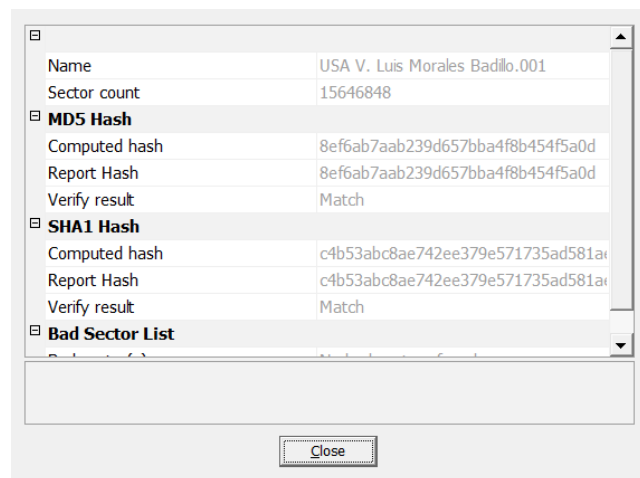 Name USA V. Luis Morales Badillo.001
Sector count 15646848
MD5 Hash
Computed hash 8ef6ab7aab239d657bba4f8b454f5a0d
Report Hash 8ef6ab7aab239d657bba4f8b454f5a0d
Verify result Match
SHA1 Hash
Computed hash c4b53abc8ae742ee379e571735ad581a
Report Hash c4b53abc8ae742ee379e571735ad581a
Verify result Match
Bad Sector List
Close